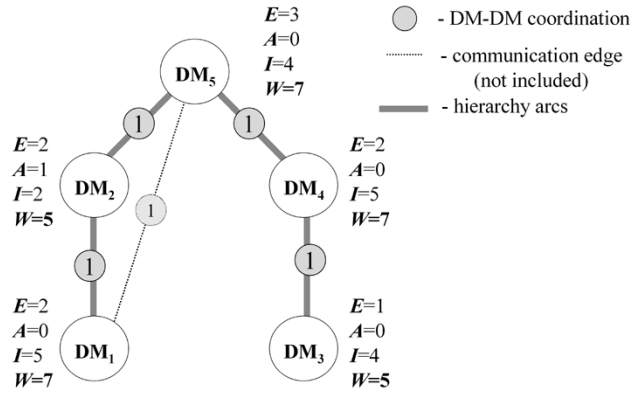 E=3
A=0
I=4
W=7
DM5
- DM-DM coordination
- communication edge
(not included)
- hierarchy arcs
1
1
E=2
A=1
I=2
W=5
DM2
1
E=2
A=0
I=5
W=7
DM4
1
1
E=2
A=0
I=5
W=7
DM1
E=1
A=0
I=4
W=5
DM3